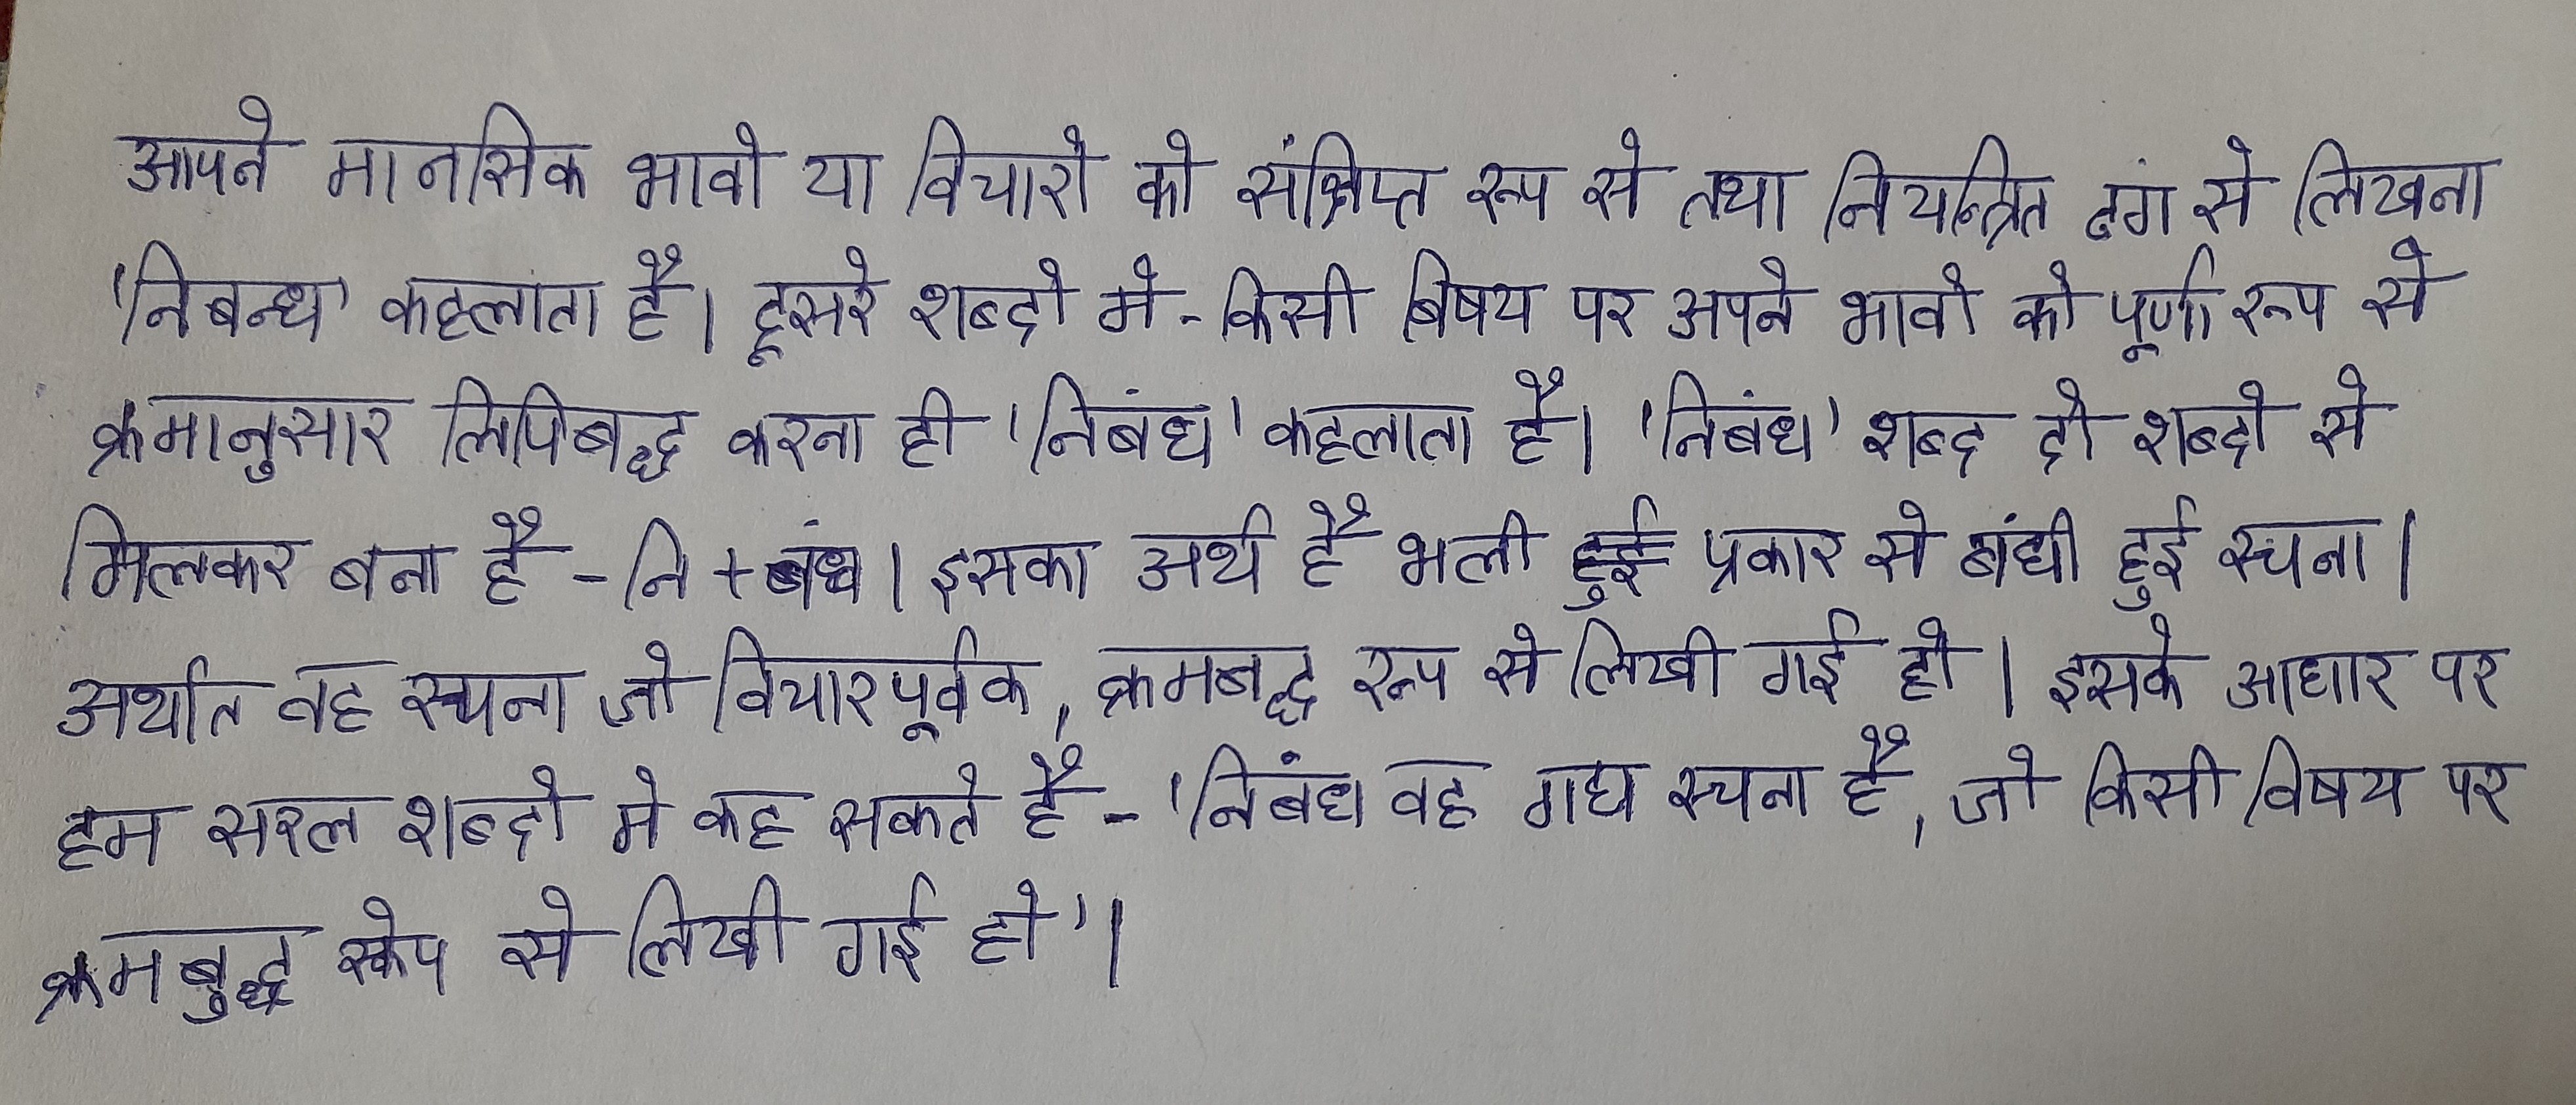 आपने मानसिक भावो या विचारो को संक्षिप्त रूप से तथा नियन्त्रित ढंग से लिखना
'निबन्ध' कहलाता है। दूसरे शब्दो मे - किसी विषय पर अपने भावो को पूर्ण रूप से
क्रमानुसार लिपिबद्ध करना ही 'निबंध' कहलाता है। 'निबंध' शब्द दो शब्दो से
मिलकर बना है - नि + बंध। इसका अर्थ है भली हुई प्रकार से बंधी हुई रचना।
अर्थात वह रचना जो विचारपूर्वक, क्रमबद्ध रूप से लिखी गई हो। इसके आधार पर
हम सरल शब्दो मे कह सकते है - 'निबंध वह गद्य रचना है, जो किसी विषय पर
क्रमबुद्ध से लिखी गई हो'।